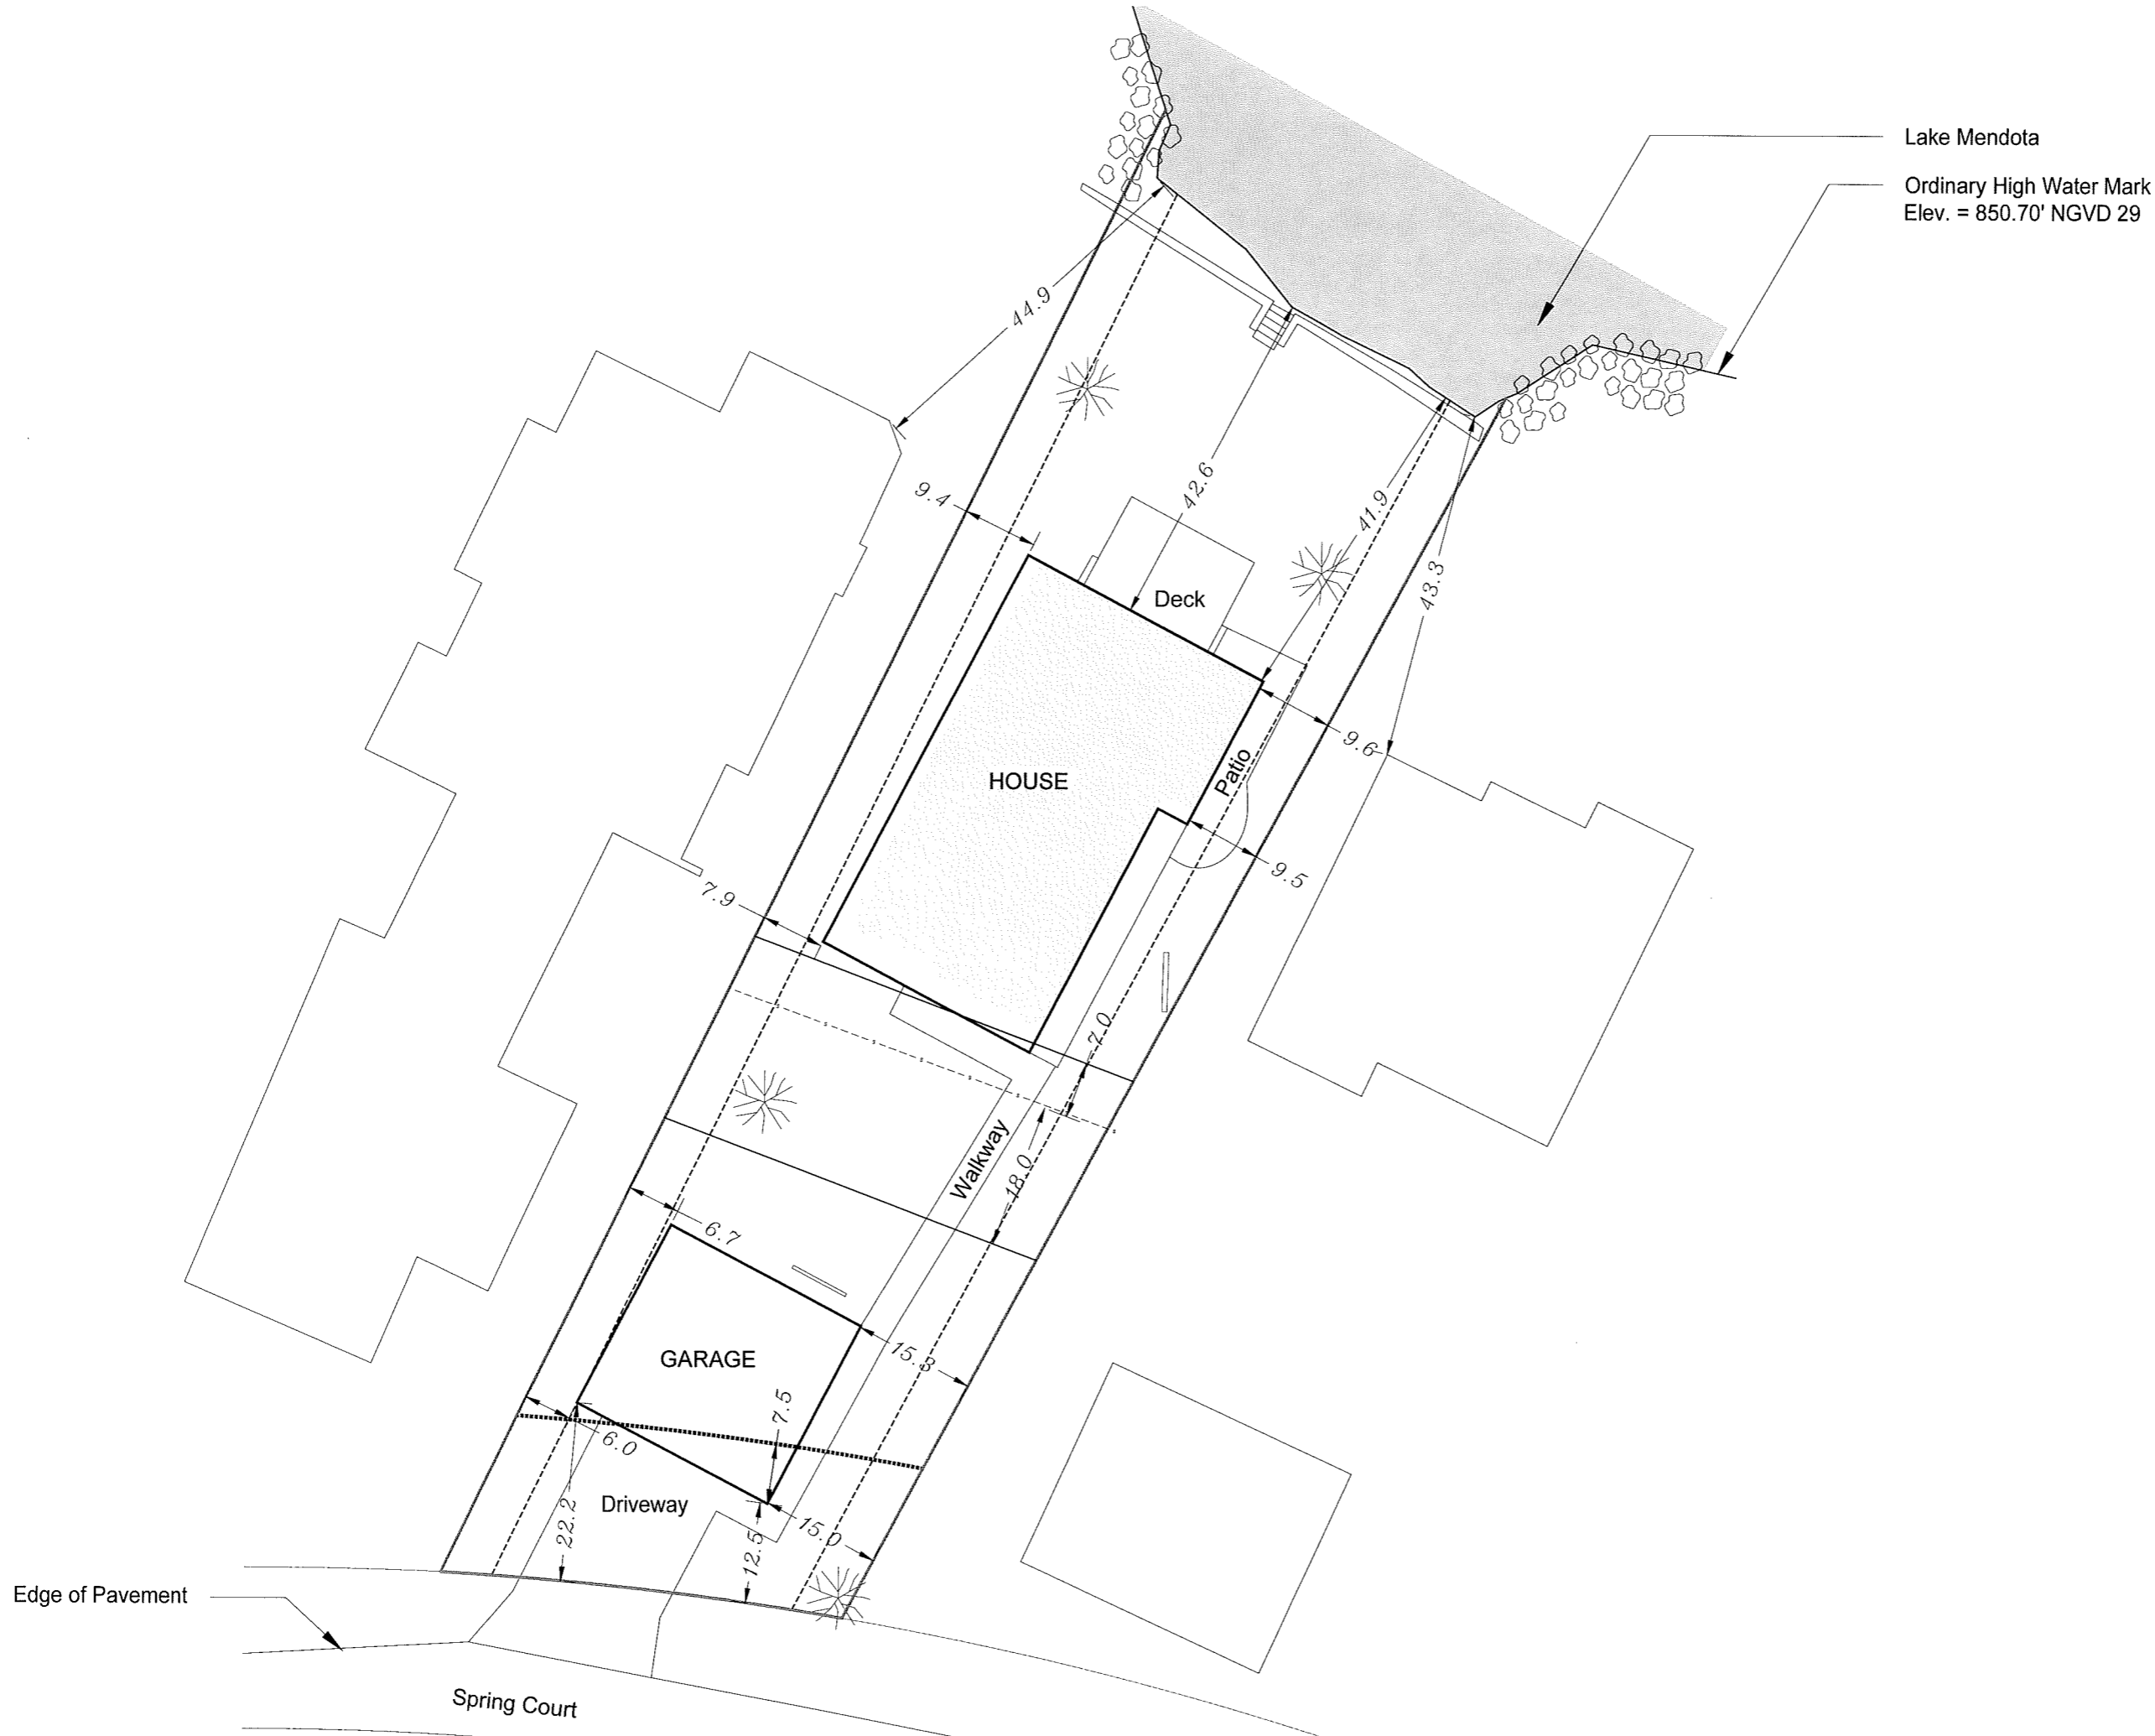 Lake Mendota
Ordinary High Water Mark
Elev. = 850.70' NGVD 29
44.9
42.6
9.4
41.9
43.3
Deck
9.6
HOUSE
Patio
9.5
7.9
7.0
Walkway
18.0
6.7
15.3
GARAGE
7.5
6.0
Driveway
22.2
12.5
15.0
Edge of Pavement
Spring Court